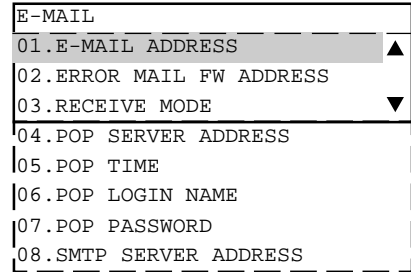 E-MAIL
01.E-MAIL ADDRESS
02.ERROR MAIL FW ADDRESS
03.RECEIVE MODE
04.POP SERVER ADDRESS
05.POP TIME
06.POP LOGIN NAME
07.POP PASSWORD
08.SMTP SERVER ADDRESS